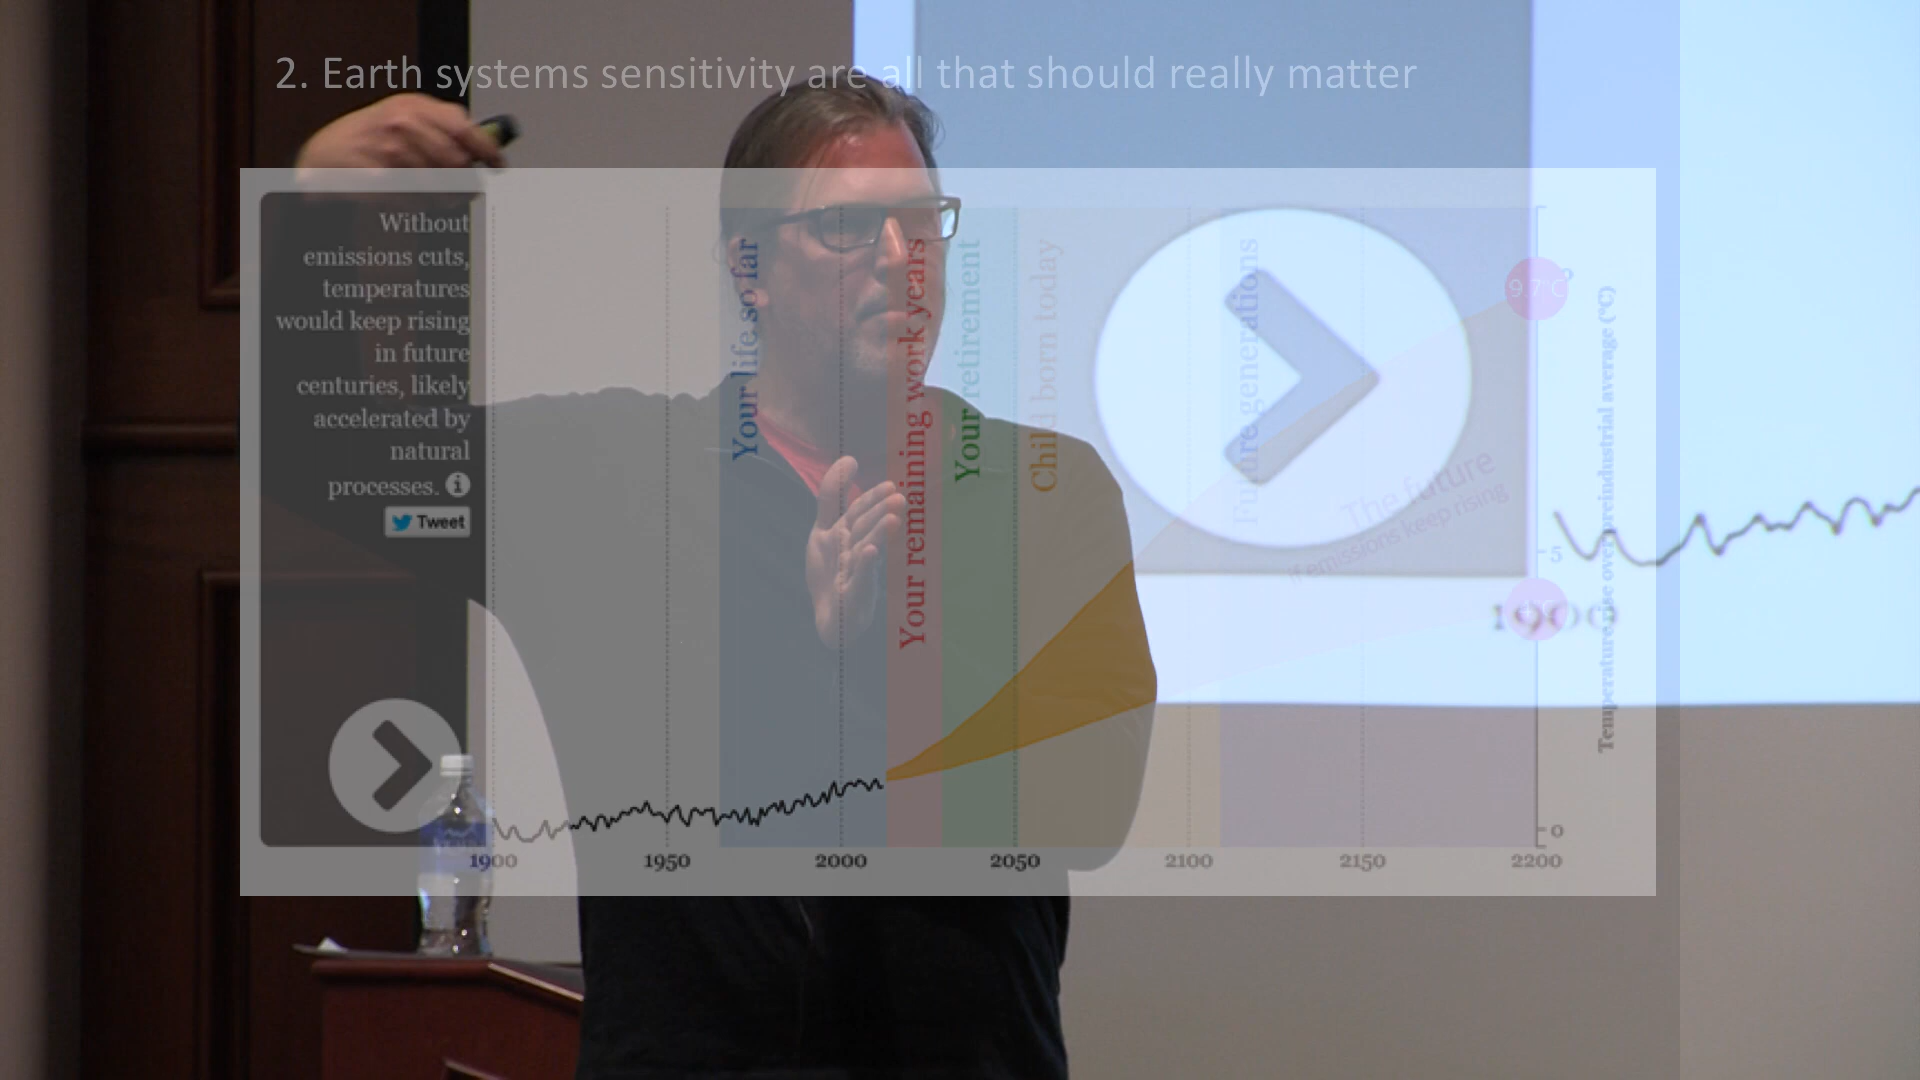 2. Earth systems sensitivity are all that should really matter
Without
emissions cuts,
temperatures
would keep rising
in future
centuries, likely
accelerated by
natural
processes.
Tweet
Your life so far
Your remaining work years
Your retirement
Child born today
Future generations
The future
if emissions keep rising
9.7°C
5
0
Temperature rise over preindustrial average (°C)
1900
1950
2000
2050
2100
2150
2200
1900